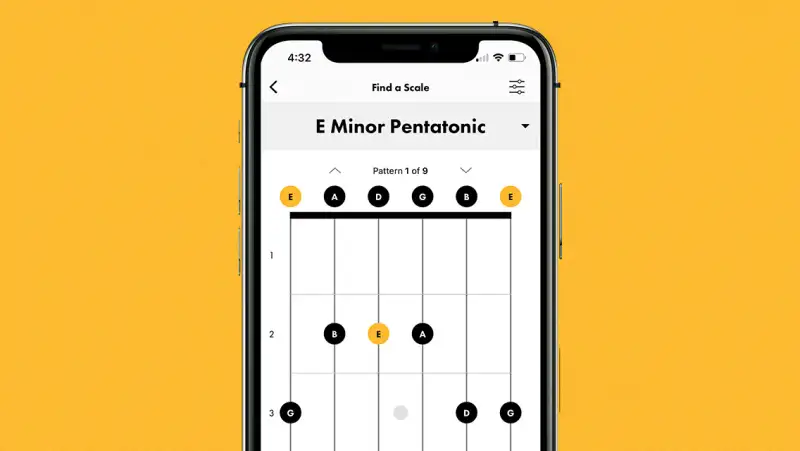 4:32
Find a Scale
E Minor Pentatonic
Pattern 1 of 9
E A D G B E
1
2 B E A
3 G D G